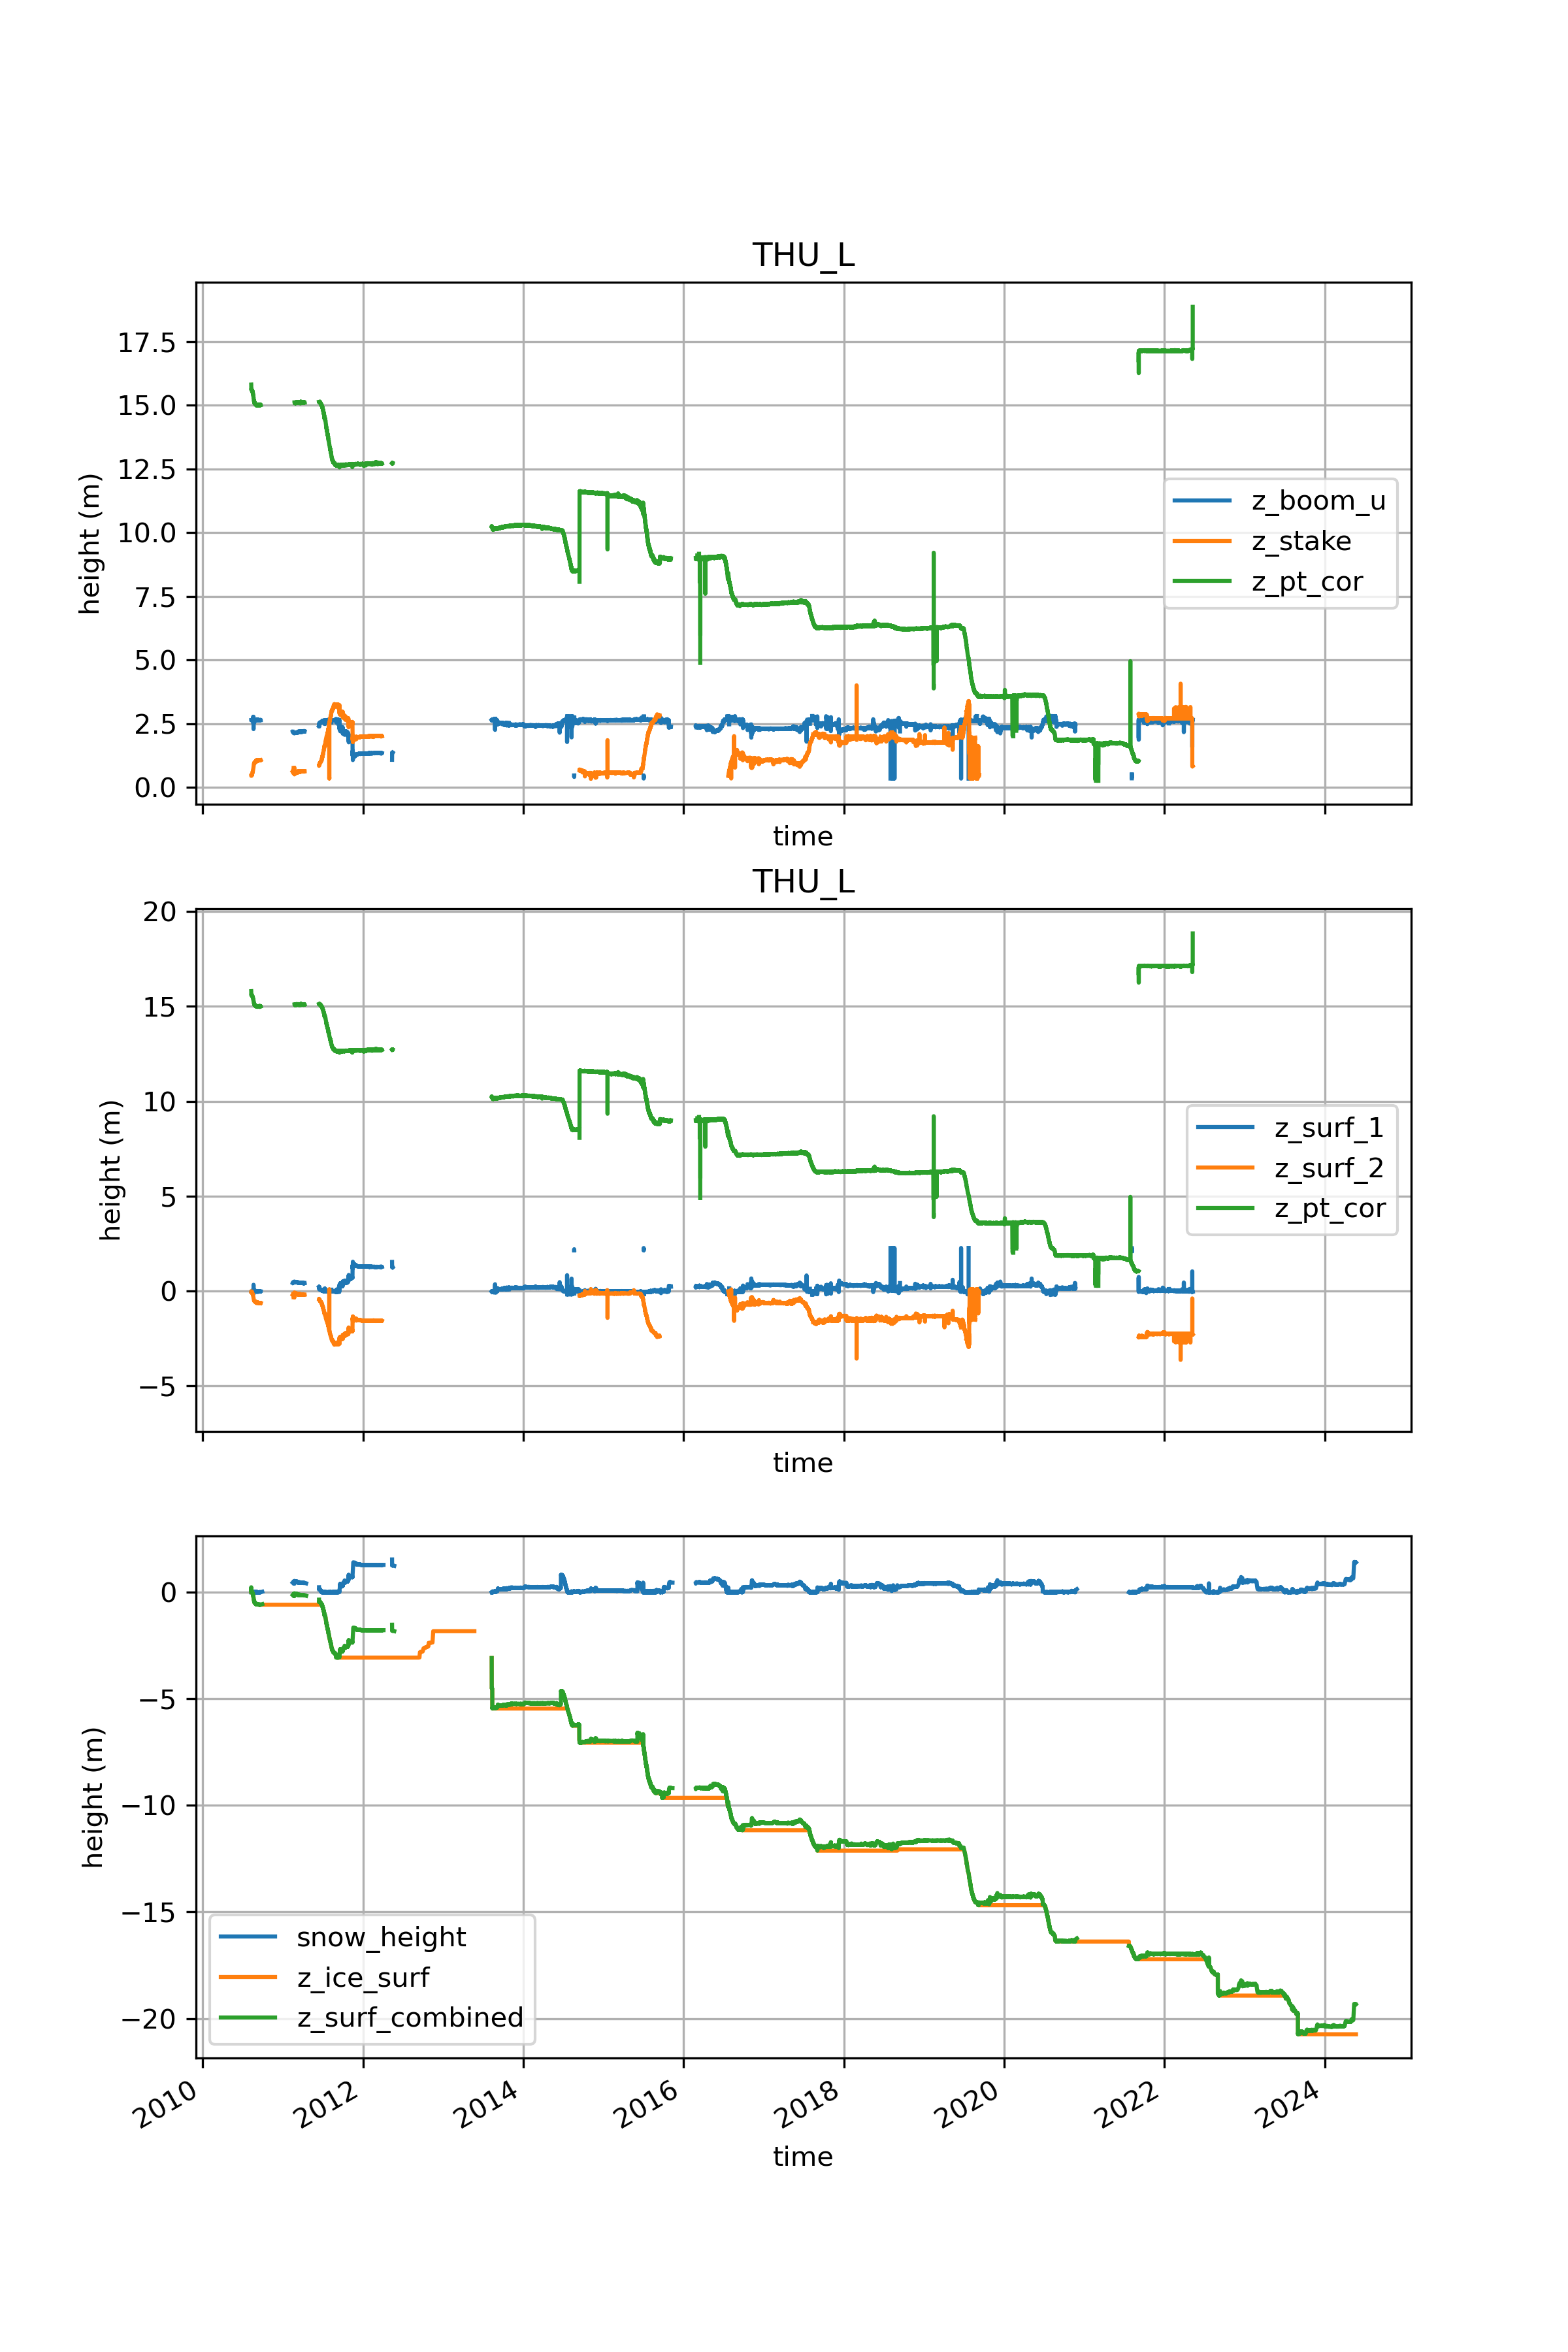 THU_L
height (m)
17.5
15.0
12.5
10.0
7.5
5.0
2.5
0.0
z_boom_u
z_stake
z_pt_cor
time
THU_L
height (m)
20
15
10
5
0
−5
z_surf_1
z_surf_2
z_pt_cor
time
height (m)
0
−5
−10
−15
−20
snow_height
z_ice_surf
z_surf_combined
2010 2012 2014 2016 2018 2020 2022 2024
time